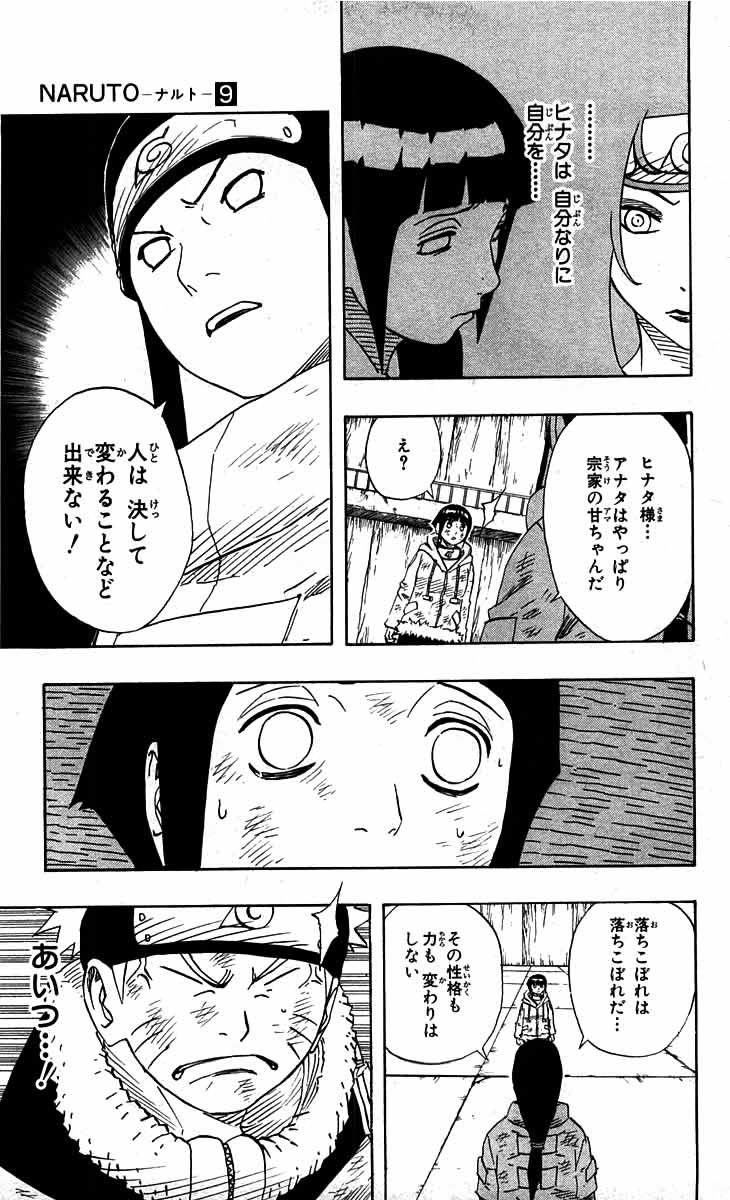 NARUTO―ナルト―9
………
ヒナタは 自分なりに
自分を……
ヒナタ様…
アナタはやっぱり
宗家の甘ちゃんだ
え?
人は 決して
変わることなど
出来ない!
落ちこぼれは
落ちこぼれだ…
その性格も
力も 変わりは
しない
あいつ…!